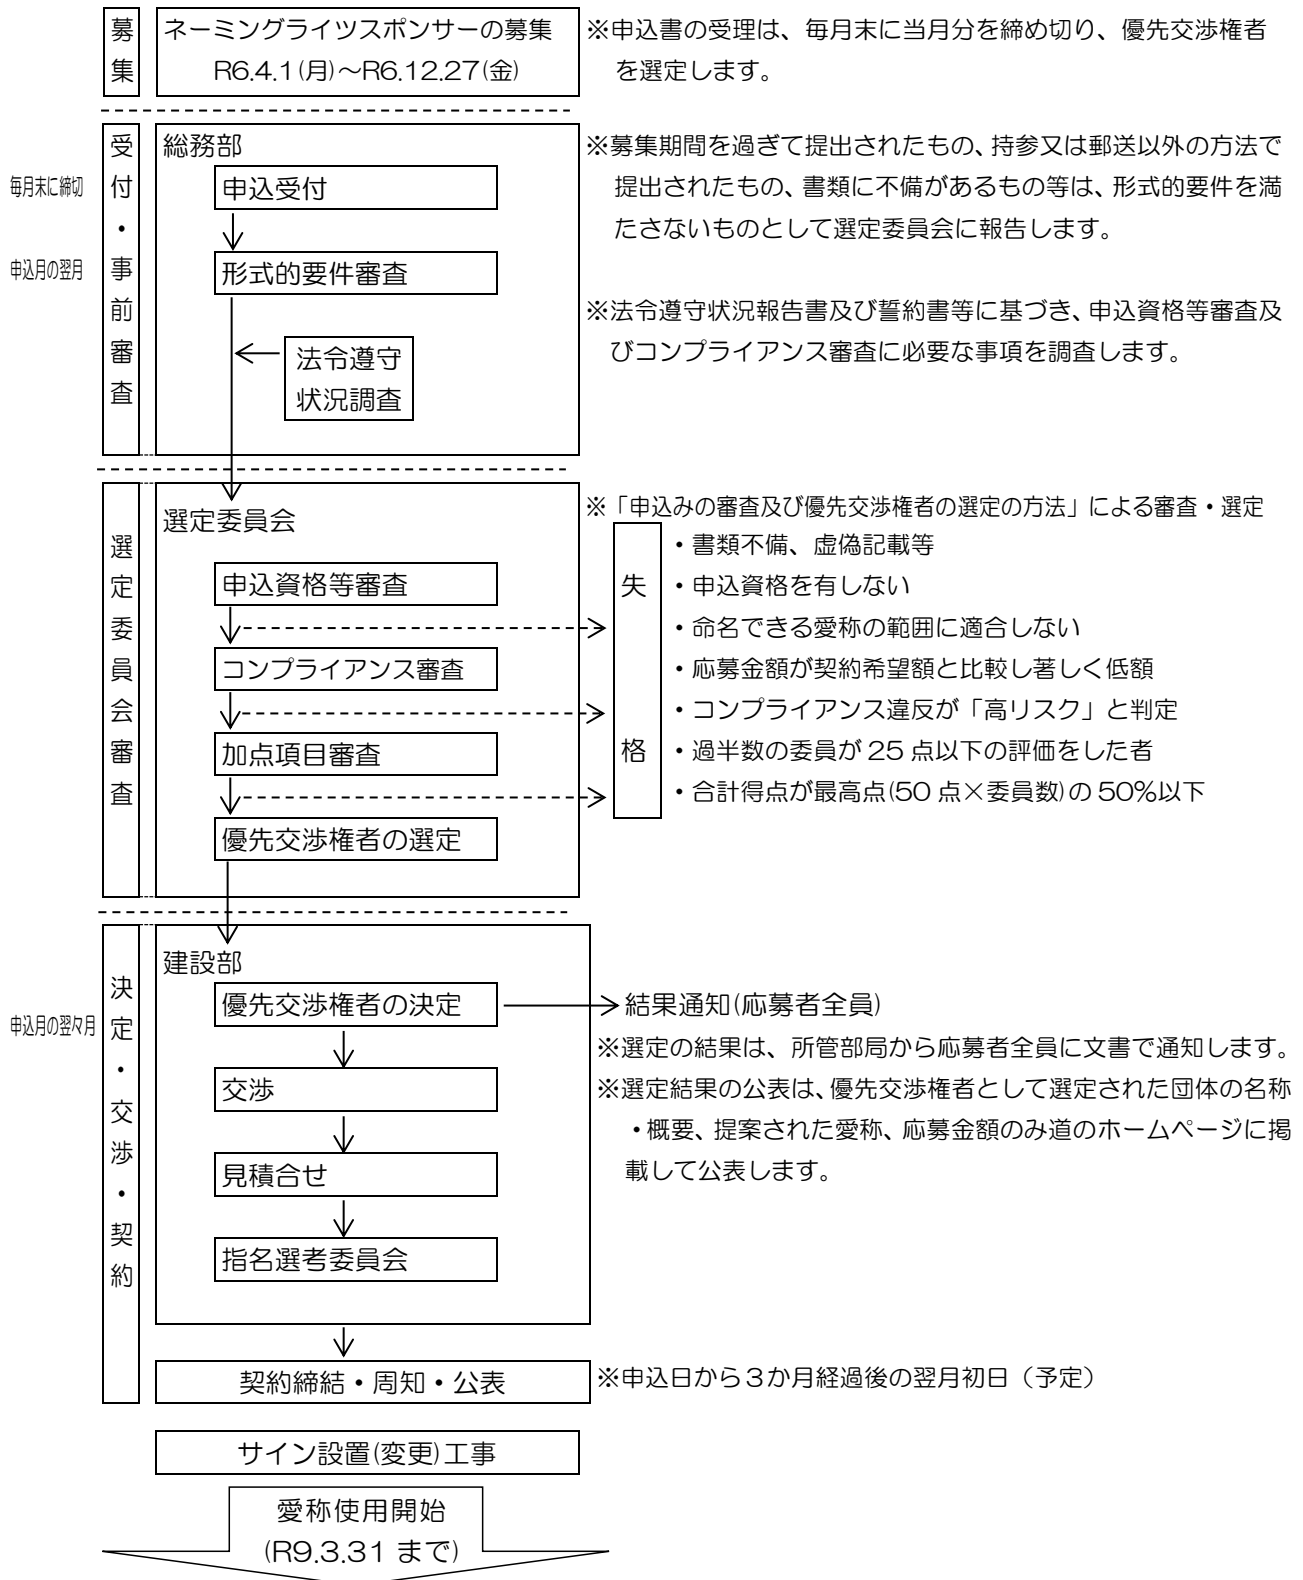 募集
ネーミングライツスポンサーの募集
R6.4.1(月)～R6.12.27(金)
※申込書の受理は、毎月末に当月分を締め切り、優先交渉権者
を選定します。
受付・事前審査
毎月末に締切
申込月の翌月
総務部
申込受付
形式的要件審査
法令遵守
状況調査
※募集期間を過ぎて提出されたもの、持参又は郵送以外の方法で
提出されたもの、書類に不備があるもの等は、形式的要件を満
たさないものとして選定委員会に報告します。
※法令遵守状況報告書及び誓約書等に基づき、申込資格等審査及
びコンプライアンス審査に必要な事項を調査します。
選定委員会審査
選定委員会
申込資格等審査
コンプライアンス審査
加点項目審査
優先交渉権者の選定
※「申込みの審査及び優先交渉権者の選定の方法」による審査・選定
失格
・書類不備、虚偽記載等
・申込資格を有しない
・命名できる愛称の範囲に適合しない
・応募金額が契約希望額と比較し著しく低額
・コンプライアンス違反が「高リスク」と判定
・過半数の委員が 25 点以下の評価をした者
・合計得点が最高点(50 点×委員数)の 50%以下
決定・交渉・契約
申込月の翌々月
建設部
優先交渉権者の決定
交渉
見積合せ
指名選考委員会
結果通知(応募者全員)
※選定の結果は、所管部局から応募者全員に文書で通知します。
※選定結果の公表は、優先交渉権者として選定された団体の名称
・概要、提案された愛称、応募金額のみ道のホームページに掲
載して公表します。
契約締結・周知・公表
※申込日から３か月経過後の翌月初日（予定）
サイン設置(変更)工事
愛称使用開始
(R9.3.31 まで)